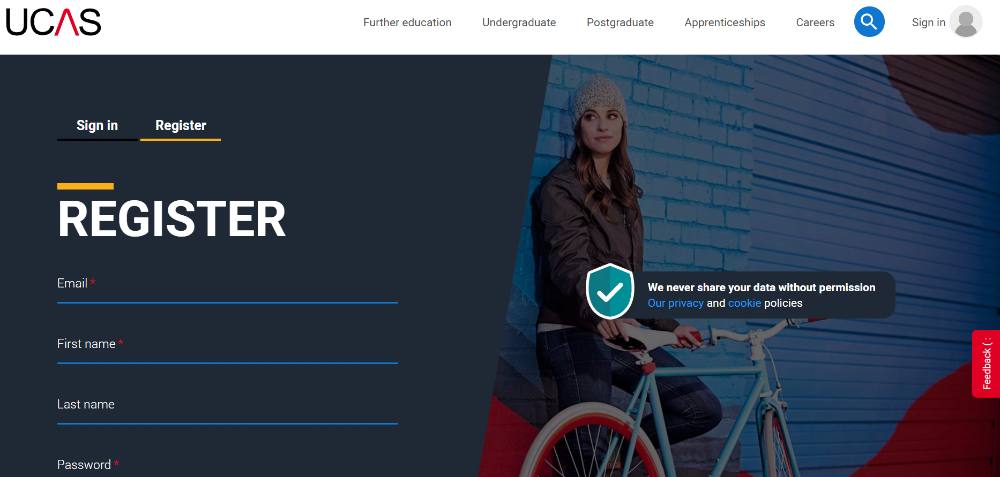 UCAS
Further education
Undergraduate
Postgraduate
Apprenticeships
Careers
Sign in
Sign in
Register
REGISTER
Email *
First name *
Last name
Password *
We never share your data without permission
Our privacy and cookie policies
Feedback ( :